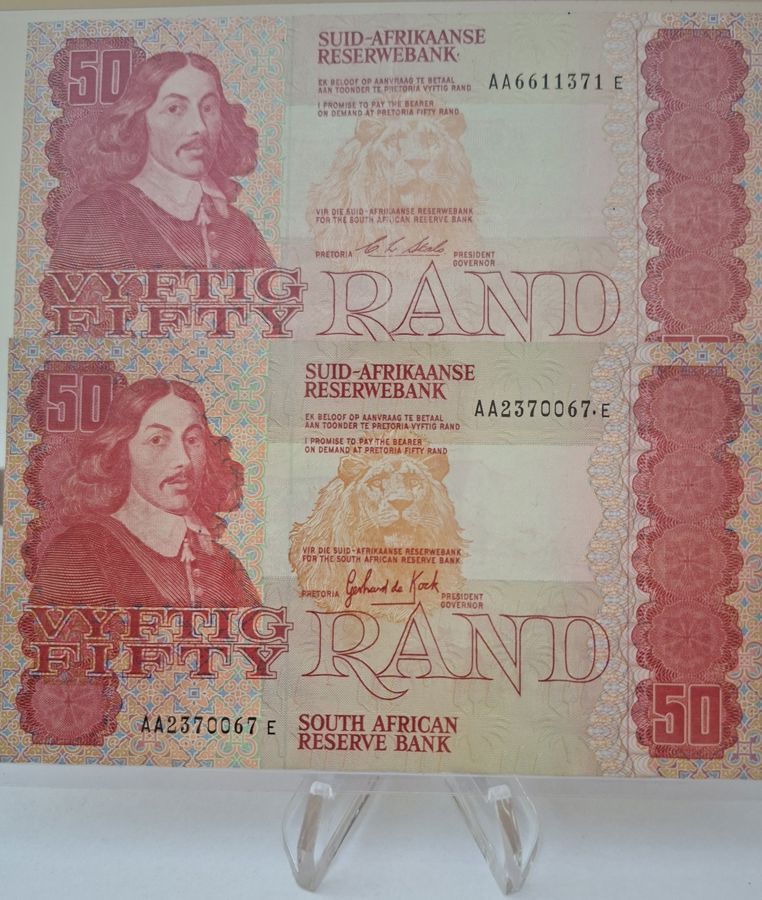 50
SUID-AFRIKAANSE
RESERWEBANK
EK BELOOF OP AANVRAAG TE BETAAL
AAN TOONDER TE PRETORIA VYFTIG RAND
AA6611371 E
I PROMISE TO PAY THE BEARER
ON DEMAND AT PRETORIA FIFTY RAND
VIR DIE SUID-AFRIKAANSE RESERWEBANK
FOR THE SOUTH AFRICAN RESERVE BANK
PRETORIA PRESIDENT
GOVERNOR
VYFTIG
FIFTY
RAND
50
SUID-AFRIKAANSE
RESERWEBANK
EK BELOOF OP AANVRAAG TE BETAAL
AAN TOONDER TE PRETORIA VYFTIG RAND
AA2370067 E
I PROMISE TO PAY THE BEARER
ON DEMAND AT PRETORIA FIFTY RAND
VIR DIE SUID-AFRIKAANSE RESERWEBANK
FOR THE SOUTH AFRICAN RESERVE BANK
PRETORIA Gerhard de Kock PRESIDENT
GOVERNOR
VYFTIG
FIFTY
RAND
AA2370067 E
SOUTH AFRICAN
RESERVE BANK
50